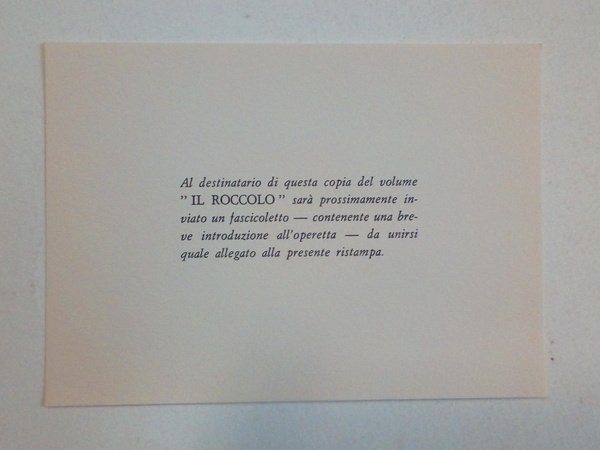 Al destinatario di questa copia del volume
" IL ROCCOLO " sarà prossimamente in-
viato un fascicoletto — contenente una bre-
ve introduzione all'operetta — da unirsi
quale allegato alla presente ristampa.